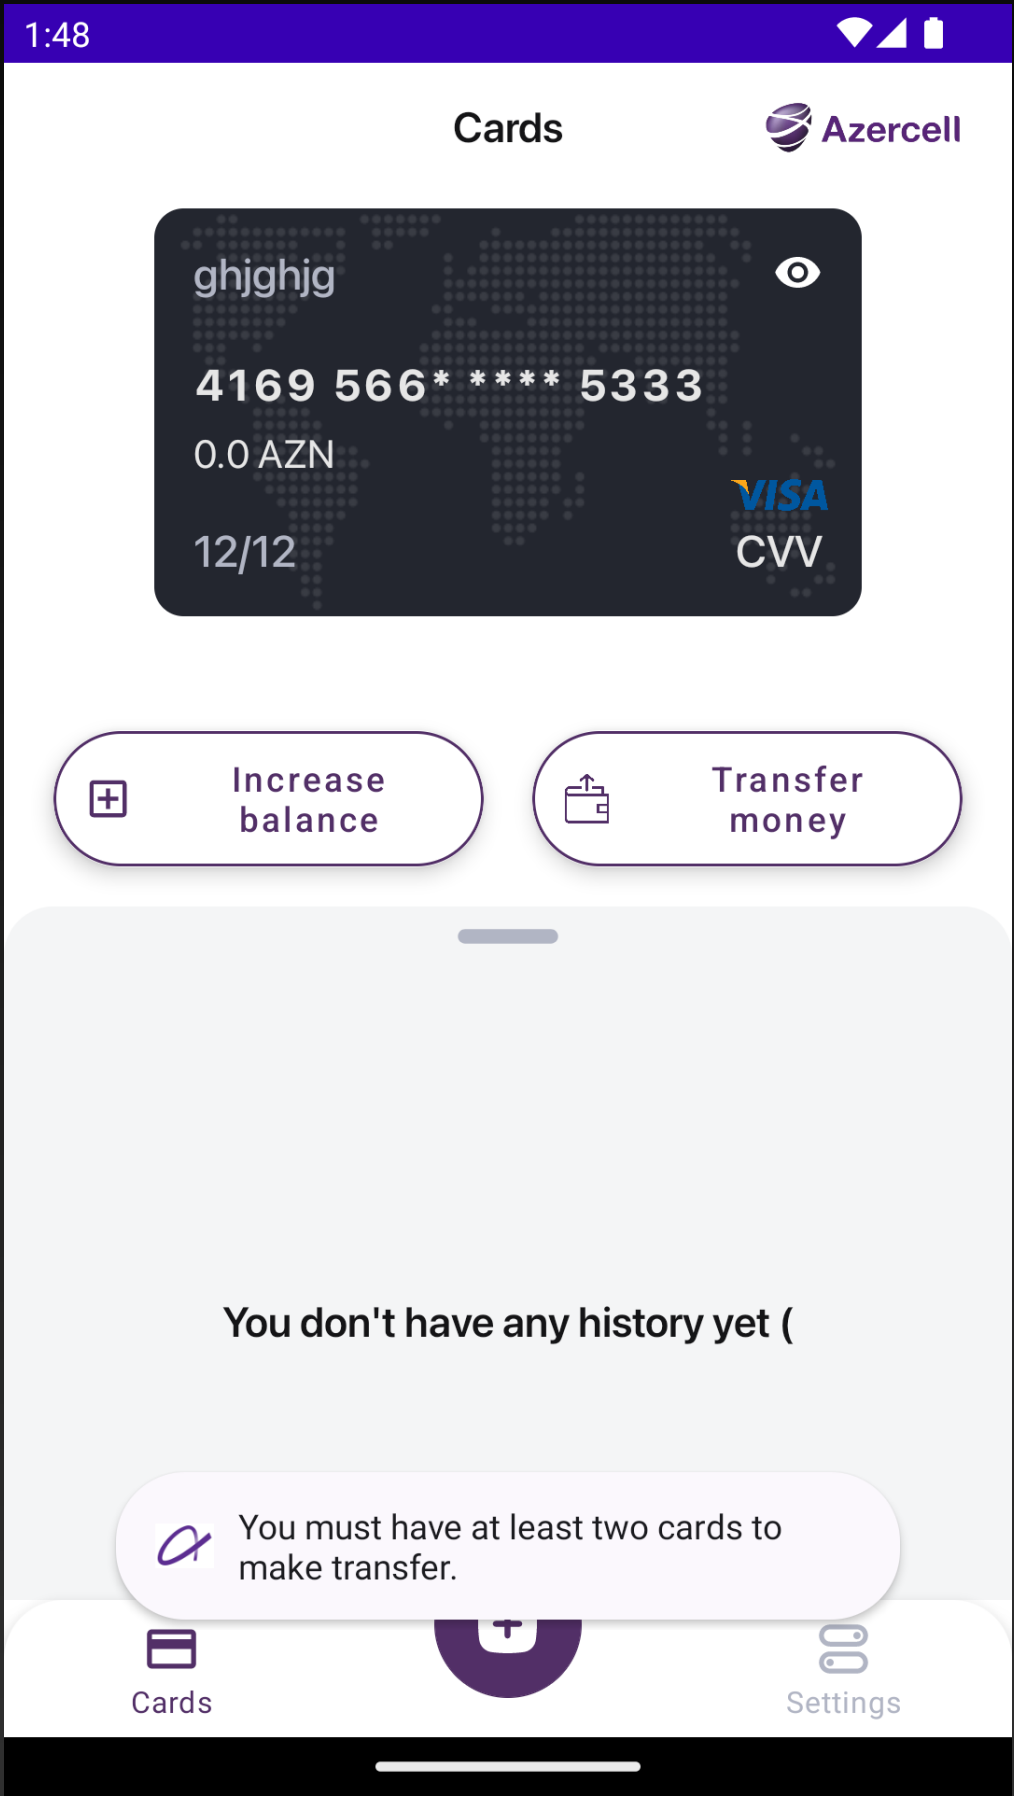 1:48
Cards
Azercell
ghjghjg
4169 566* **** 5333
0.0 AZN
VISA
12/12
CVV
Increase
balance
Transfer
money
You don't have any history yet (
You must have at least two cards to
make transfer.
Cards
Settings